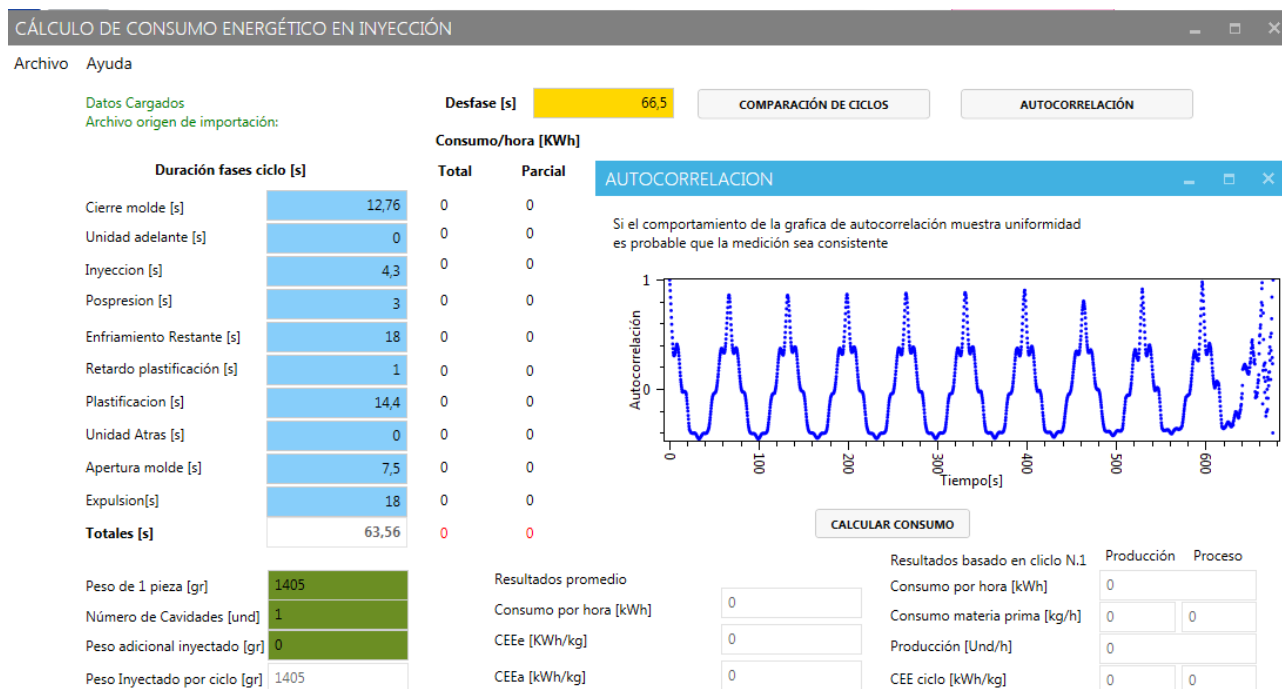 CÁLCULO DE CONSUMO ENERGÉTICO EN INYECCIÓN
Archivo Ayuda
Datos Cargados
Archivo origen de importación:
Desfase [s] 66,5 COMPARACIÓN DE CICLOS AUTOCORRELACIÓN
Consumo/hora [KWh]
Duración fases ciclo [s] Total Parcial
Cierre molde [s] 12,76 0 0
Unidad adelante [s] 0 0 0
Inyeccion [s] 4,3 0 0
Pospresion [s] 3 0 0
Enfriamiento Restante [s] 18 0 0
Retardo plastificación [s] 1 0 0
Plastificacion [s] 14,4 0 0
Unidad Atras [s] 0 0 0
Apertura molde [s] 7,5 0 0
Expulsion[s] 18 0 0
Totales [s] 63,56 0 0
AUTOCORRELACION
Si el comportamiento de la grafica de autocorrelación muestra uniformidad
es probable que la medición sea consistente
1
0
Autocorrelación
0 100 200 300 400 500 600
Tiempo[s]
CALCULAR CONSUMO
Peso de 1 pieza [gr] 1405
Número de Cavidades [und] 1
Peso adicional inyectado [gr] 0
Peso Inyectado por ciclo [gr] 1405
Resultados promedio
Consumo por hora [kWh] 0
CEEe [KWh/kg] 0
CEEa [kWh/kg] 0
Resultados basado en cliclo N.1 Producción Proceso
Consumo por hora [kWh] 0
Consumo materia prima [kg/h] 0 0
Producción [Und/h] 0
CEE ciclo [kWh/kg] 0 0